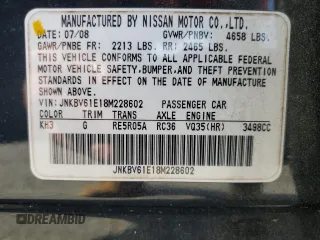 MANUFACTURED BY NISSAN MOTOR CO.,LTD.
DATE: 07/08 GVWR/PNBV: 4658 LBS.
GAWR/PNBE FR: 2213 LBS. RR: 2465 LBS.
THIS VEHICLE CONFORMS TO ALL APPLICABLE FEDERAL
MOTOR VEHICLE SAFETY,BUMPER,AND THEFT PREVENTION
STANDARDS IN EFFECT ON THE DATE OF MANUFACTURE
SHOWN ABOVE.
VIN: JNKBV61E18M228602 PASSENGER CAR
COLOR TRIM TRANS AXLE ENGINE
KH3 G RE5R05A RC36 VQ35(HR) 3498CC
JNKBV61E18M228602